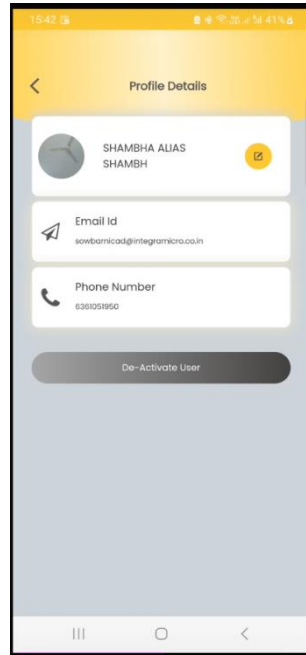 15:42
41%
Profile Details
SHAMBHA ALIAS
SHAMBH
Email Id
sowbarnicad@integramicro.co.in
Phone Number
6361051950
De-Activate User